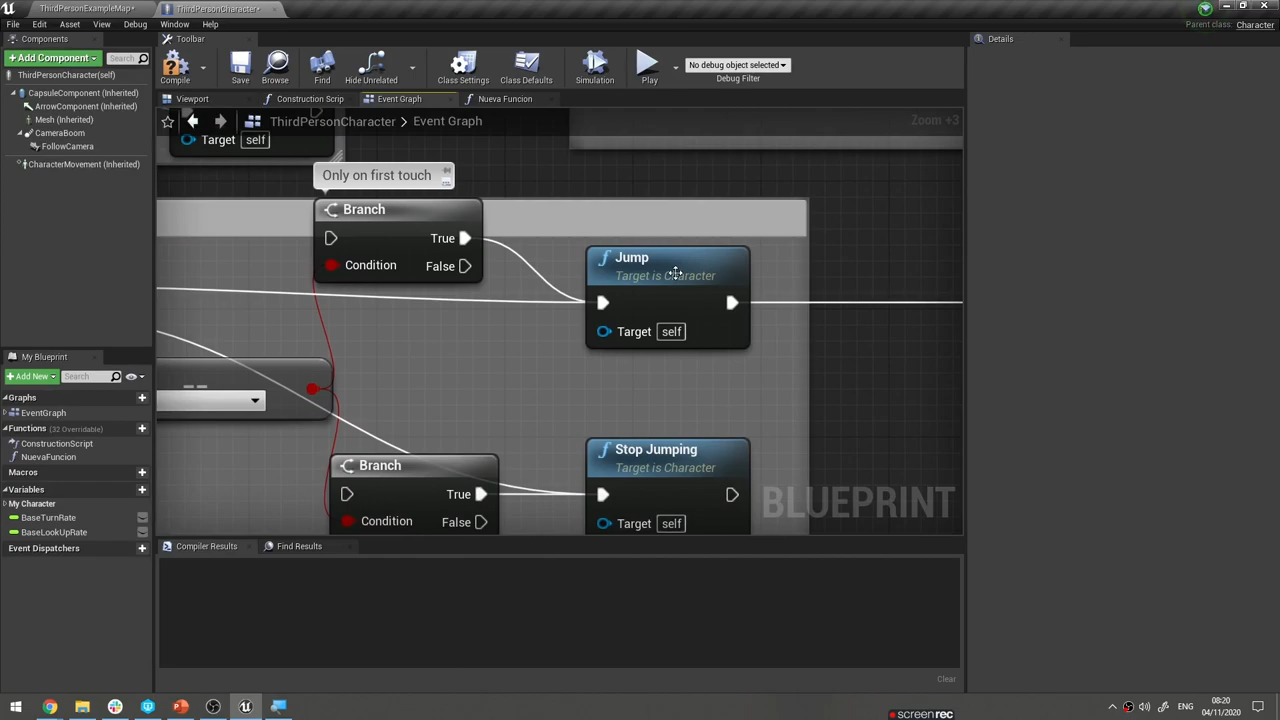 ThirdPersonExampleMap*
ThirdPersonCharacter*
File Edit Asset View Debug Window Help
Parent class: Character
Components
Toolbar
Details
+Add Component
Search
Compile
Save
Browse
Find
Hide Unrelated
Class Settings
Class Defaults
Simulation
Play
No debug object selected
Debug Filter
ThirdPersonCharacter(self)
CapsuleComponent (Inherited)
ArrowComponent (Inherited)
Mesh (Inherited)
CameraBoom
FollowCamera
CharacterMovement (Inherited)
Viewport
Construction Scrip
Event Graph
Nueva Funcion
ThirdPersonCharacter > Event Graph
Zoom +3
Target self
Only on first touch
Branch
True
Condition
False
Jump
Target is Character
Target self
==
Stop Jumping
Target is Character
Target self
Branch
True
Condition
False
BLUEPRINT
My Blueprint
+Add New
Search
Graphs
EventGraph
Functions (32 Overridable)
ConstructionScript
NuevaFuncion
Macros
Variables
My Character
BaseTurnRate
BaseLookUpRate
Event Dispatchers
Compiler Results
Find Results
Clear
ENG
08:20
04/11/2020
screenrec